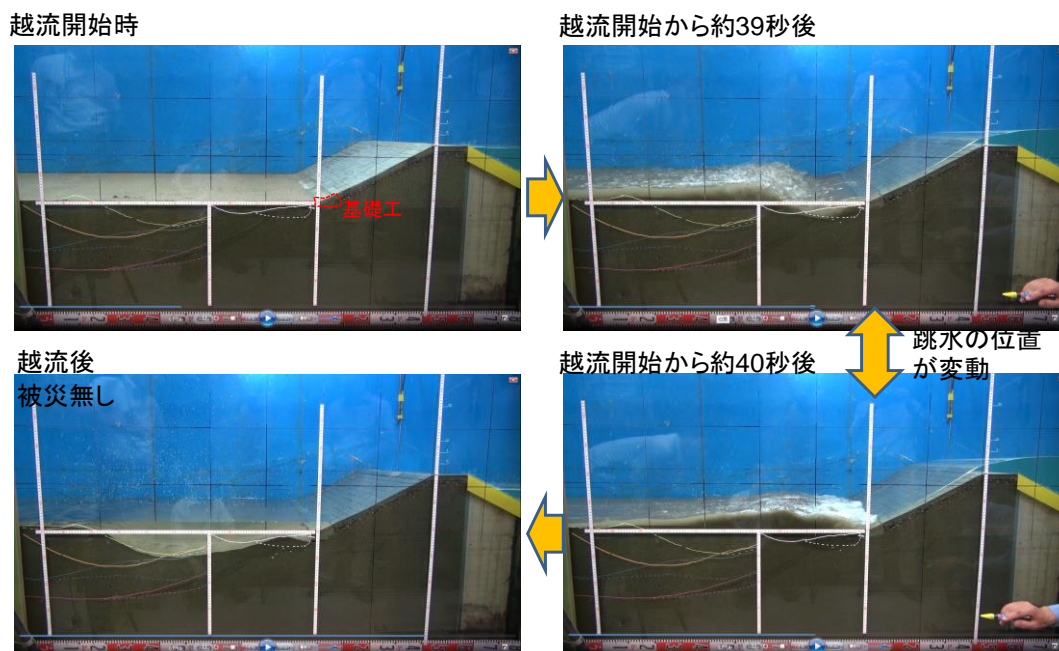 越流開始時
基礎工
越流開始から約39秒後
跳水の位置
が変動
越流開始から約40秒後
越流後
被災無し